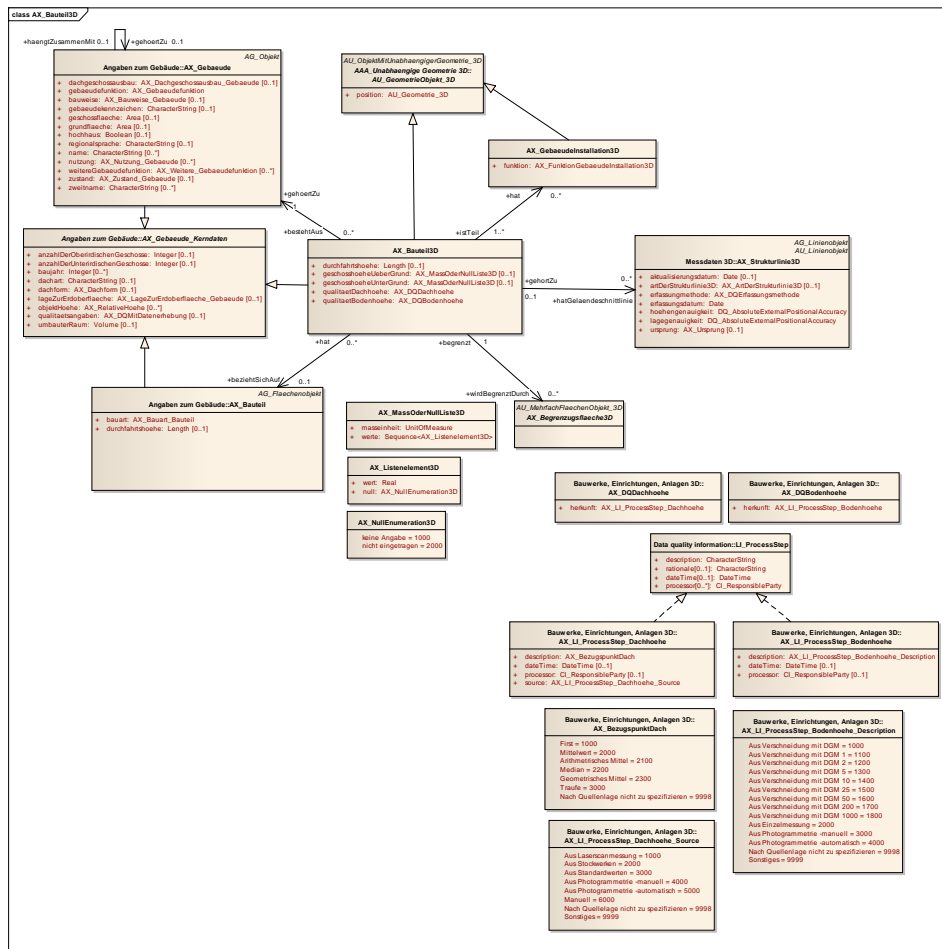 class AX_Bauteil3D
+haengtZusammenMit 0..1
+gehoertZu 0..1
AG_Objekt
Angaben zum Gebäude::AX_Gebaeude
+ dachgeschossausbau: AX_Dachgeschossausbau_Gebaeude [0..1]
+ gebaeudefunktion: AX_Gebaeudefunktion
+ bauweise: AX_Bauweise_Gebaeude [0..1]
+ gebaeudekennzeichen: CharacterString [0..1]
+ geschossflaeche: Area [0..1]
+ grundflaeche: Area [0..1]
+ hochhaus: Boolean [0..1]
+ regionalsprache: CharacterString [0..1]
+ name: CharacterString [0..*]
+ nutzung: AX_Nutzung_Gebaeude [0..*]
+ weitereGebaeudefunktion: AX_Weitere_Gebaeudefunktion [0..*]
+ zustand: AX_Zustand_Gebaeude [0..1]
+ zweitname: CharacterString [0..*]
AU_ObjektMitUnabhaengigerGeometrie_3D
AAA_Unabhaengige Geometrie 3D::
AU_GeometrieObjekt_3D
+ position: AU_Geometrie_3D
AX_GebaeudeInstallation3D
+ funktion: AX_FunktionGebaeudeInstallation3D
+gehoertZu
1
+bestehtAus
0..*
+hat
0..*
+istTeil
1..*
Angaben zum Gebäude::AX_Gebaeude_Kerndaten
+ anzahlDerOberirdischenGeschosse: Integer [0..1]
+ anzahlDerUnterirdischenGeschosse: Integer [0..1]
+ baujahr: Integer [0..*]
+ dachart: CharacterString [0..1]
+ dachform: AX_Dachform [0..1]
+ lageZurErdoberflaeche: AX_LageZurErdoberflaeche_Gebaeude [0..1]
+ objektHoehe: AX_RelativeHoehe [0..*]
+ qualitaetsangaben: AX_DQMitDatenerhebung [0..1]
+ umbauterRaum: Volume [0..1]
AX_Bauteil3D
+ durchfahrtshoehe: Length [0..1]
+ geschosshoeheUeberGrund: AX_MassOderNullListe3D [0..1]
+ geschosshoeheUnterGrund: AX_MassOderNullListe3D [0..1]
+ qualitaetDachhoehe: AX_DQDachhoehe
+ qualitaetBodenhoehe: AX_DQBodenhoehe
+gehortZu
0..1
0..*
+hatGelaendeschnittlinie
AG_Linienobjekt
AU_Linienobjekt
Messdaten 3D::AX_Strukturlinie3D
+ aktualisierungsdatum: Date [0..1]
+ artDerStrukturlinie3D: AX_ArtDerStrukturlinie3D [0..1]
+ erfassungmethode: AX_DQErfassungsmethode
+ erfassungsdatum: Date
+ hoehengenauigkeit: DQ_AbsoluteExternalPositionalAccuracy
+ lagegenauigkeit: DQ_AbsoluteExternalPositionalAccuracy
+ ursprung: AX_Ursprung [0..1]
+hat
0..*
+beziehtSichAuf
0..1
+begrenzt
1
+wirdBegrenztDurch
0..*
AG_Flaechenobjekt
Angaben zum Gebäude::AX_Bauteil
+ bauart: AX_Bauart_Bauteil
+ durchfahrtshoehe: Length [0..1]
AX_MassOderNullListe3D
+ masseinheit: UnitOfMeasure
+ werte: Sequence<AX_Listenelement3D>
AU_MehrfachFlaechenObjekt_3D
AX_Begrenzugsflaeche3D
AX_Listenelement3D
+ wert: Real
+ null: AX_NullEnumeration3D
AX_NullEnumeration3D
keine Angabe = 1000
nicht eingetragen = 2000
Bauwerke, Einrichtungen, Anlagen 3D::
AX_DQDachhoehe
+ herkunft: AX_LI_ProcessStep_Dachhoehe
Bauwerke, Einrichtungen, Anlagen 3D::
AX_DQBodenhoehe
+ herkunft: AX_LI_ProcessStep_Bodenhoehe
Data quality information::LI_ProcessStep
+ description: CharacterString
+ rationale[0..1]: CharacterString
+ dateTime[0..1]: DateTime
+ processor[0..*]: CI_ResponsibleParty
Bauwerke, Einrichtungen, Anlagen 3D::
AX_LI_ProcessStep_Dachhoehe
+ description: AX_BezugspunktDach
+ dateTime: DateTime [0..1]
+ processor: CI_ResponsibleParty [0..1]
+ source: AX_LI_ProcessStep_Dachhoehe_Source
Bauwerke, Einrichtungen, Anlagen 3D::
AX_LI_ProcessStep_Bodenhoehe
+ description: AX_LI_ProcessStep_Bodenhoehe_Description
+ dateTime: DateTime [0..1]
+ processor: CI_ResponsibleParty [0..1]
Bauwerke, Einrichtungen, Anlagen 3D::
AX_BezugspunktDach
First = 1000
Mittelwert = 2000
Arithmetrisches Mittel = 2100
Median = 2200
Geometrisches Mittel = 2300
Traufe = 3000
Nach Quellenlage nicht zu spezifizieren = 9998
Bauwerke, Einrichtungen, Anlagen 3D::
AX_LI_ProcessStep_Bodenhoehe_Description
Aus Verschneidung mit DGM = 1000
Aus Verschneidung mit DGM 1 = 1100
Aus Verschneidung mit DGM 2 = 1200
Aus Verschneidung mit DGM 5 = 1300
Aus Verschneidung mit DGM 10 = 1400
Aus Verschneidung mit DGM 25 = 1500
Aus Verschneidung mit DGM 50 = 1600
Aus Verschneidung mit DGM 200 = 1700
Aus Verschneidung mit DGM 1000 = 1800
Aus Einzelmessung = 2000
Aus Photogrammetrie -manuell = 3000
Aus Photogrammetrie -automatisch = 4000
Nach Quellenlage nicht zu spezifizieren = 9998
Sonstiges = 9999
Bauwerke, Einrichtungen, Anlagen 3D::
AX_LI_ProcessStep_Dachhoehe_Source
Aus Laserscanmessung = 1000
Aus Stockwerken = 2000
Aus Standardwerten = 3000
Aus Photogrammetrie -manuell = 4000
Aus Photogrammetrie -automatisch = 5000
Manuell = 6000
Nach Quellelage nicht zu spezifizieren = 9998
Sonstiges = 9999